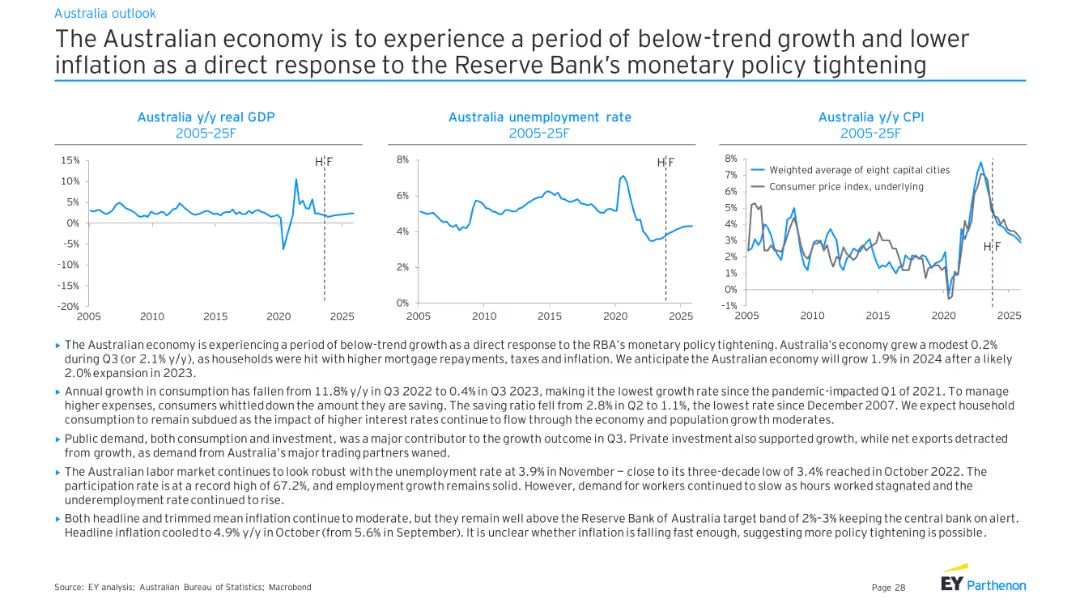 Australia outlook
The Australian economy is to experience a period of below-trend growth and lower
inflation as a direct response to the Reserve Bank's monetary policy tightening
Australia y/y real GDP
2005–25F
15%
10%
5%
0%
-5%
-10%
-15%
-20%
H F
2005 2010 2015 2020 2025
Australia unemployment rate
2005–25F
8%
6%
4%
2%
0%
H F
2005 2010 2015 2020 2025
Australia y/y CPI
2005–25F
8%
7%
6%
5%
4%
3%
2%
1%
0%
-1%
Weighted average of eight capital cities
Consumer price index, underlying
H F
2005 2010 2015 2020 2025
The Australian economy is experiencing a period of below-trend growth as a direct response to the RBA's monetary policy tightening. Australia's economy grew a modest 0.2%
during Q3 (or 2.1% y/y), as households were hit with higher mortgage repayments, taxes and inflation. We anticipate the Australian economy will grow 1.9% in 2024 after a likely
2.0% expansion in 2023.
Annual growth in consumption has fallen from 11.8% y/y in Q3 2022 to 0.4% in Q3 2023, making it the lowest growth rate since the pandemic-impacted Q1 of 2021. To manage
higher expenses, consumers whittled down the amount they are saving. The saving ratio fell from 2.8% in Q2 to 1.1%, the lowest rate since December 2007. We expect household
consumption to remain subdued as the impact of higher interest rates continue to flow through the economy and population growth moderates.
Public demand, both consumption and investment, was a major contributor to the growth outcome in Q3. Private investment also supported growth, while net exports detracted
from growth, as demand from Australia's major trading partners waned.
The Australian labor market continues to look robust with the unemployment rate at 3.9% in November — close to its three-decade low of 3.4% reached in October 2022. The
participation rate is at a record high of 67.2%, and employment growth remains solid. However, demand for workers continued to slow as hours worked stagnated and the
underemployment rate continued to rise.
Both headline and trimmed mean inflation continue to moderate, but they remain well above the Reserve Bank of Australia target band of 2%–3% keeping the central bank on alert.
Headline inflation cooled to 4.9% y/y in October (from 5.6% in September). It is unclear whether inflation is falling fast enough, suggesting more policy tightening is possible.
Source: EY analysis; Australian Bureau of Statistics; Macrobond
Page 28
EY Parthenon